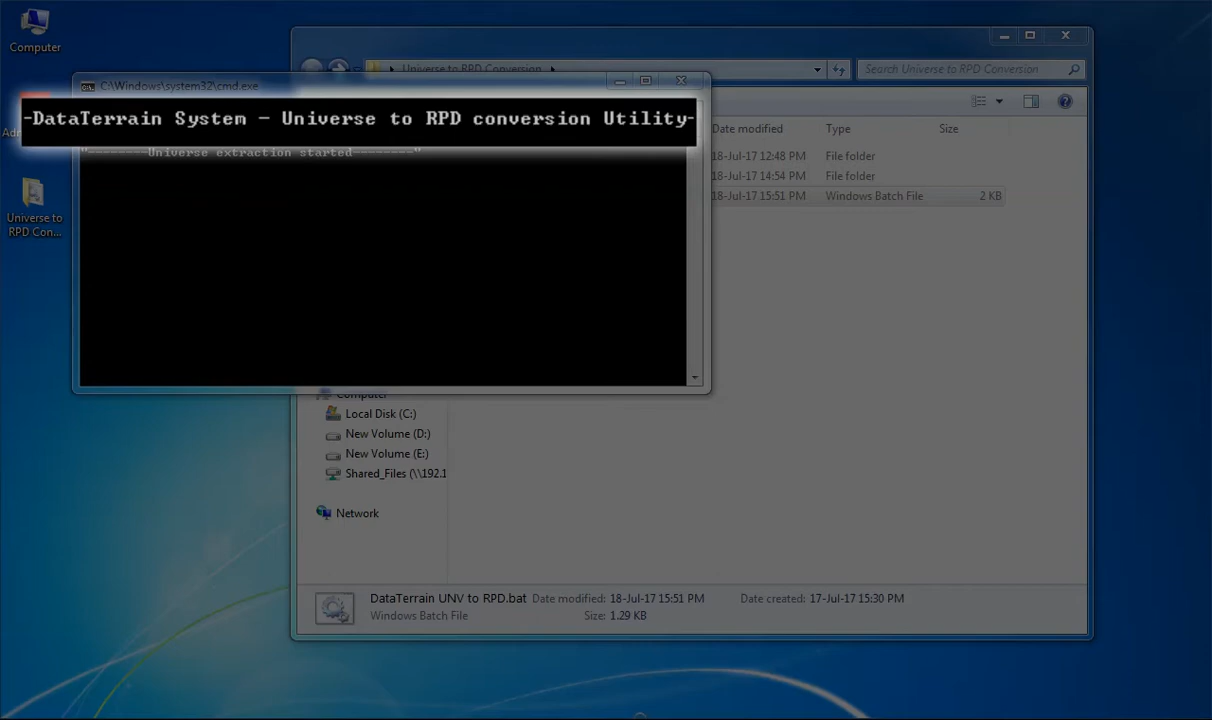 Computer
Universe to RPD Conversion
Search Universe to RPD Conversion
C:\Windows\system32\cmd.exe
-DataTerrain System - Universe to RPD conversion Utility-
"--------Universe extraction started--------"
Date modified Type Size
18-Jul-17 12:48 PM File folder
18-Jul-17 14:54 PM File folder
18-Jul-17 15:51 PM Windows Batch File 2 KB
Universe to
RPD Con...
Computer
Local Disk (C:)
New Volume (D:)
New Volume (E:)
Shared_Files (\\192.1
Network
DataTerrain UNV to RPD.bat Date modified: 18-Jul-17 15:51 PM Date created: 17-Jul-17 15:30 PM
Windows Batch File Size: 1.29 KB